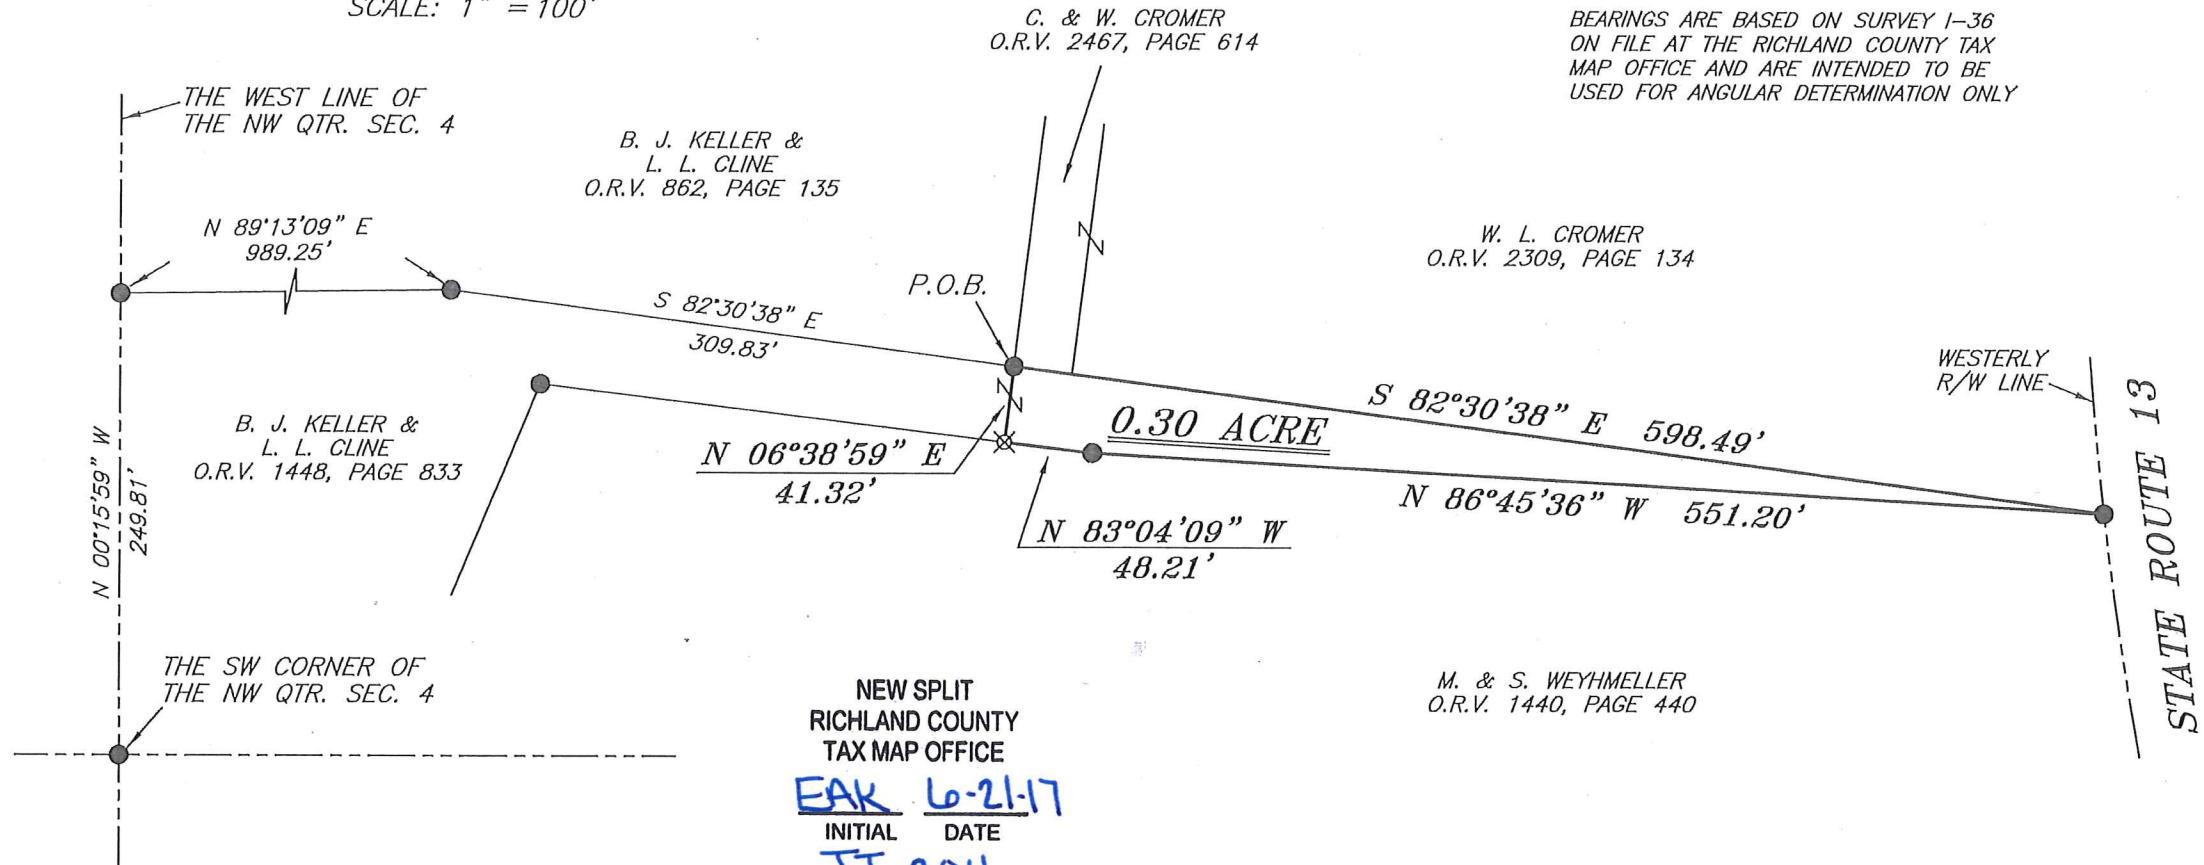 SCALE: 1" = 100'
C. & W. CROMER
O.R.V. 2467, PAGE 614
BEARINGS ARE BASED ON SURVEY I-36
ON FILE AT THE RICHLAND COUNTY TAX
MAP OFFICE AND ARE INTENDED TO BE
USED FOR ANGULAR DETERMINATION ONLY
THE WEST LINE OF
THE NW QTR. SEC. 4
B. J. KELLER &
L. L. CLINE
O.R.V. 862, PAGE 135
N 89°13'09" E
989.25'
W. L. CROMER
O.R.V. 2309, PAGE 134
P.O.B.
S 82°30'38" E
309.83'
WESTERLY
R/W LINE
STATE ROUTE 13
S 82°30'38" E 598.49'
0.30 ACRE
B. J. KELLER &
L. L. CLINE
O.R.V. 1448, PAGE 833
N 06°38'59" E
41.32'
N 86°45'36" W 551.20'
N 83°04'09" W
48.21'
N 00°15'59" W
249.81'
THE SW CORNER OF
THE NW QTR. SEC. 4
M. & S. WEYHMELLER
O.R.V. 1440, PAGE 440
NEW SPLIT
RICHLAND COUNTY
TAX MAP OFFICE
EAK 6-21-17
INITIAL DATE